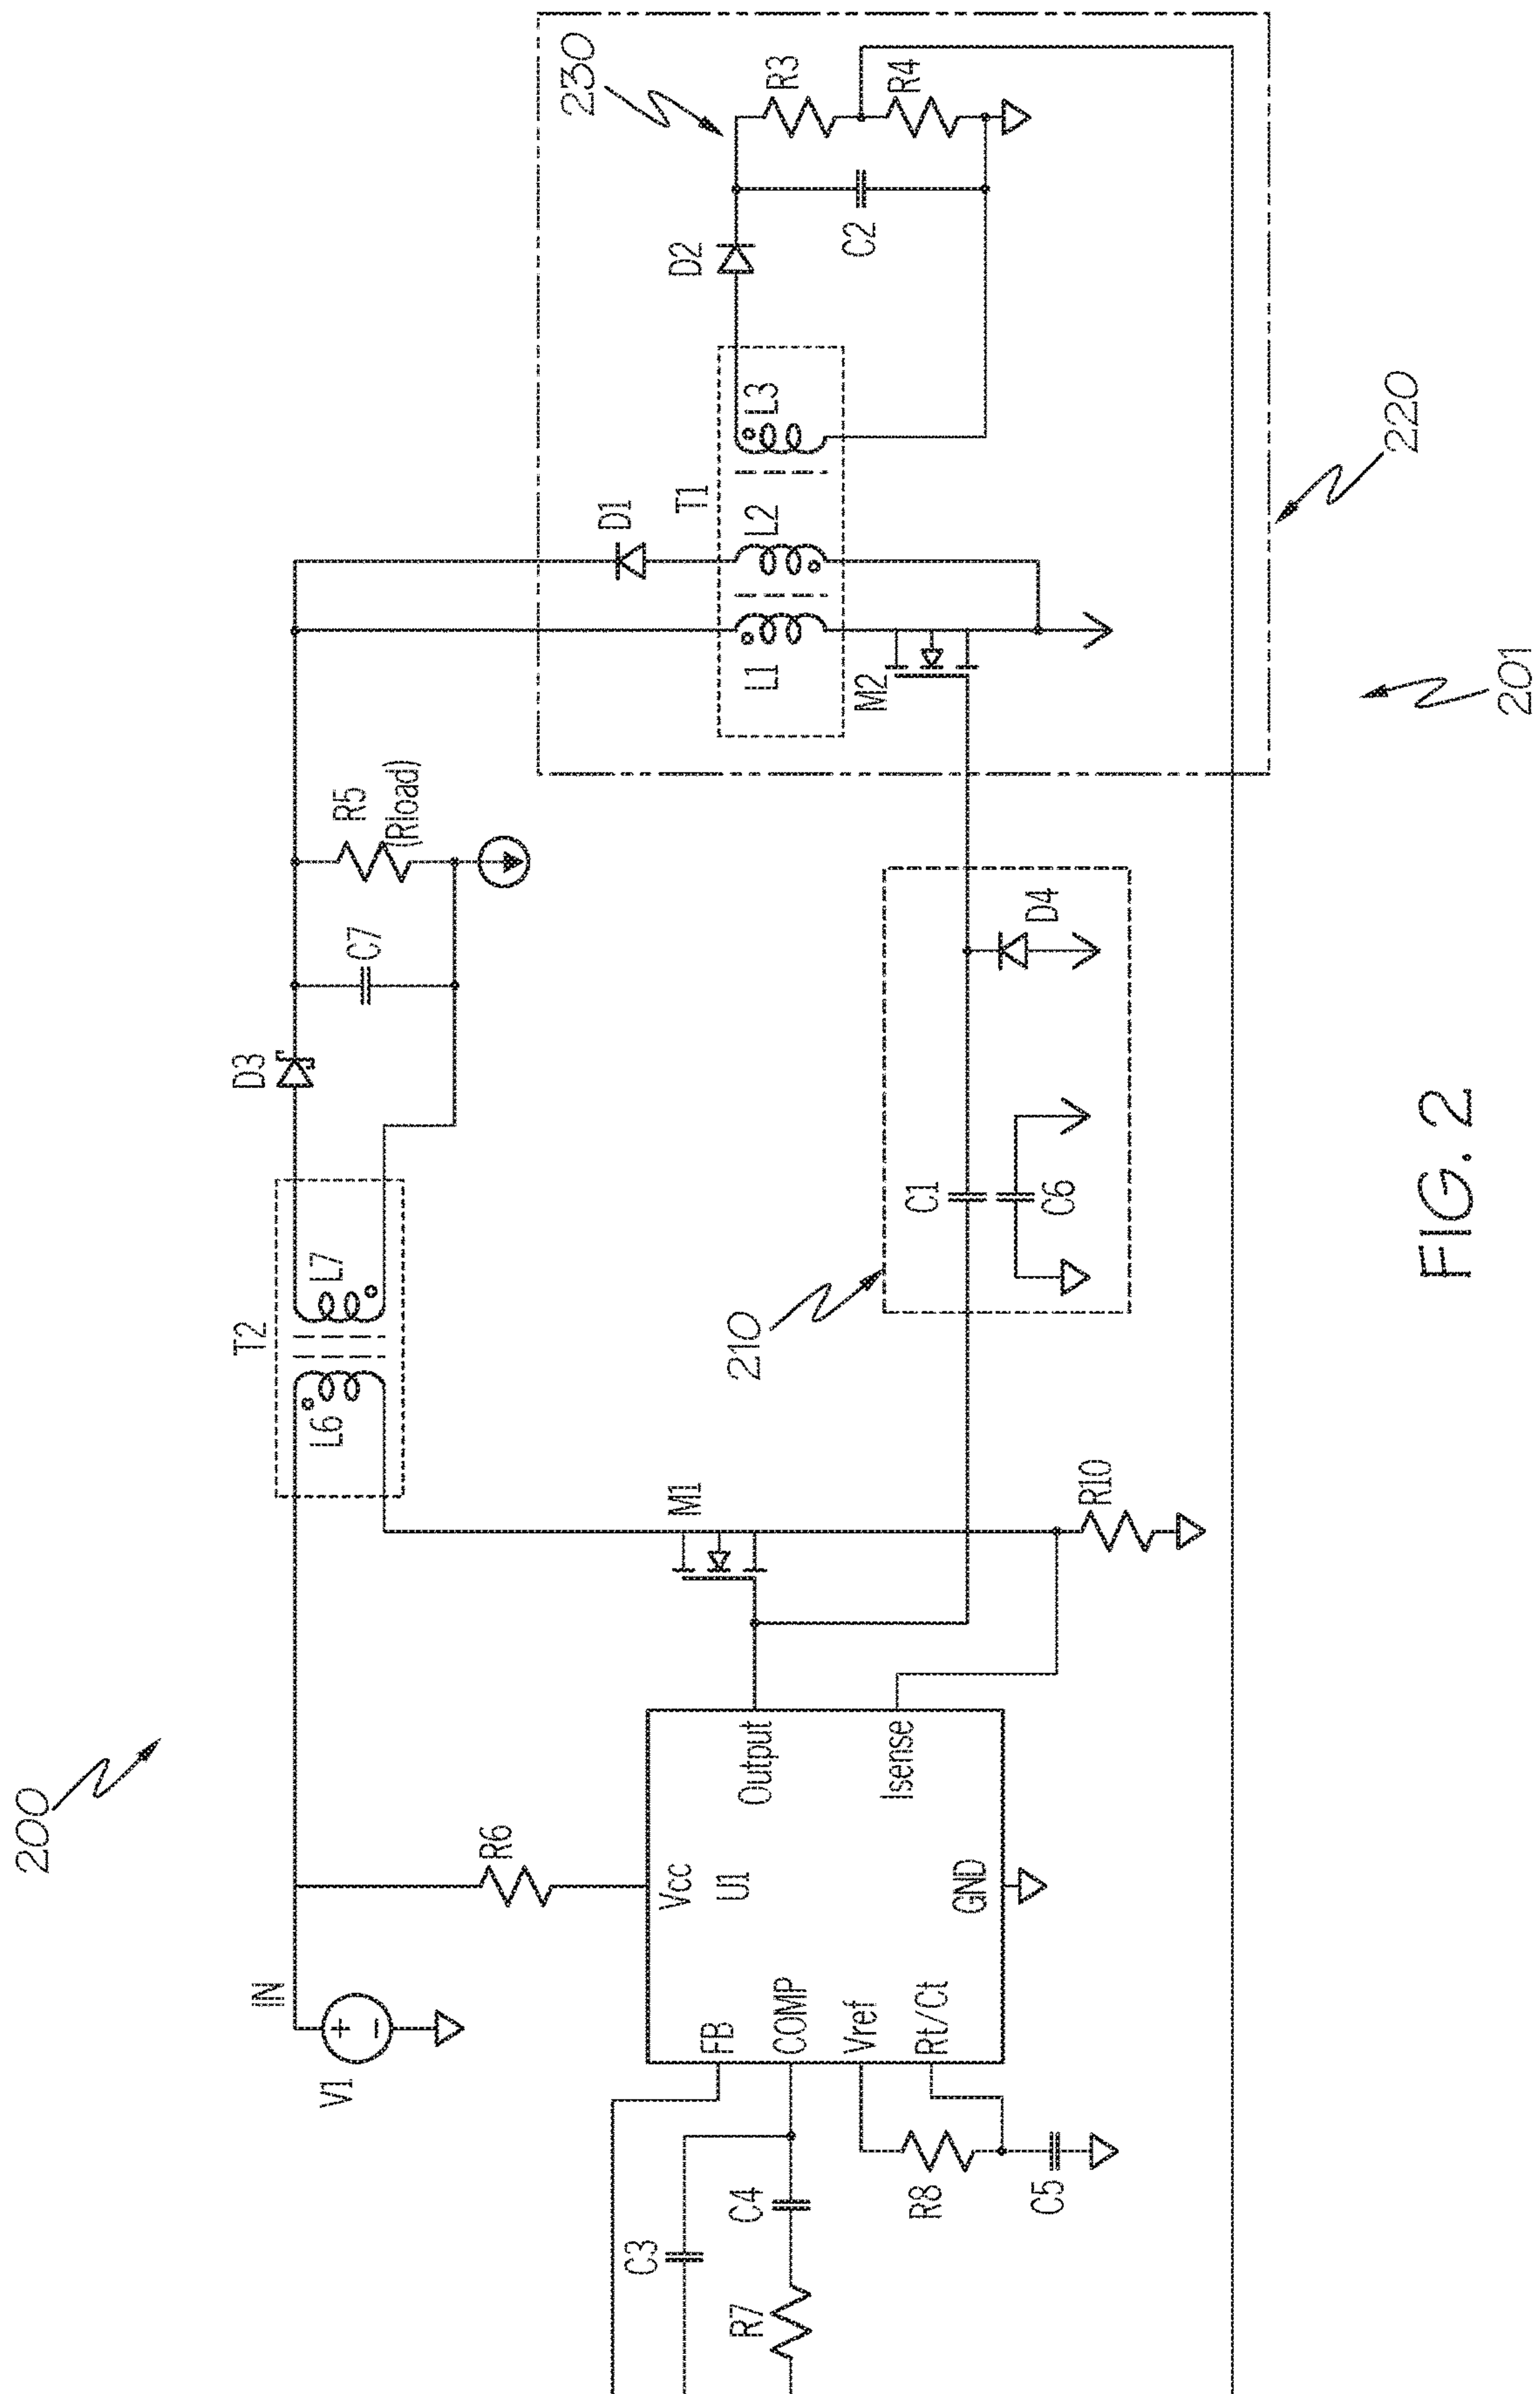 200
V1
IN
R6
T2
L6
L7
D3
C7
R5
(Rload)
230
D1
T1
L1
L2
L3
D2
C2
R3
R4
M2
M1
210
C1
C6
D4
R10
FB
COMP
Vref
Rt/Ct
Vcc
U1
GND
Output
Isense
C3
C4
R7
R8
C5
220
201
FIG. 2